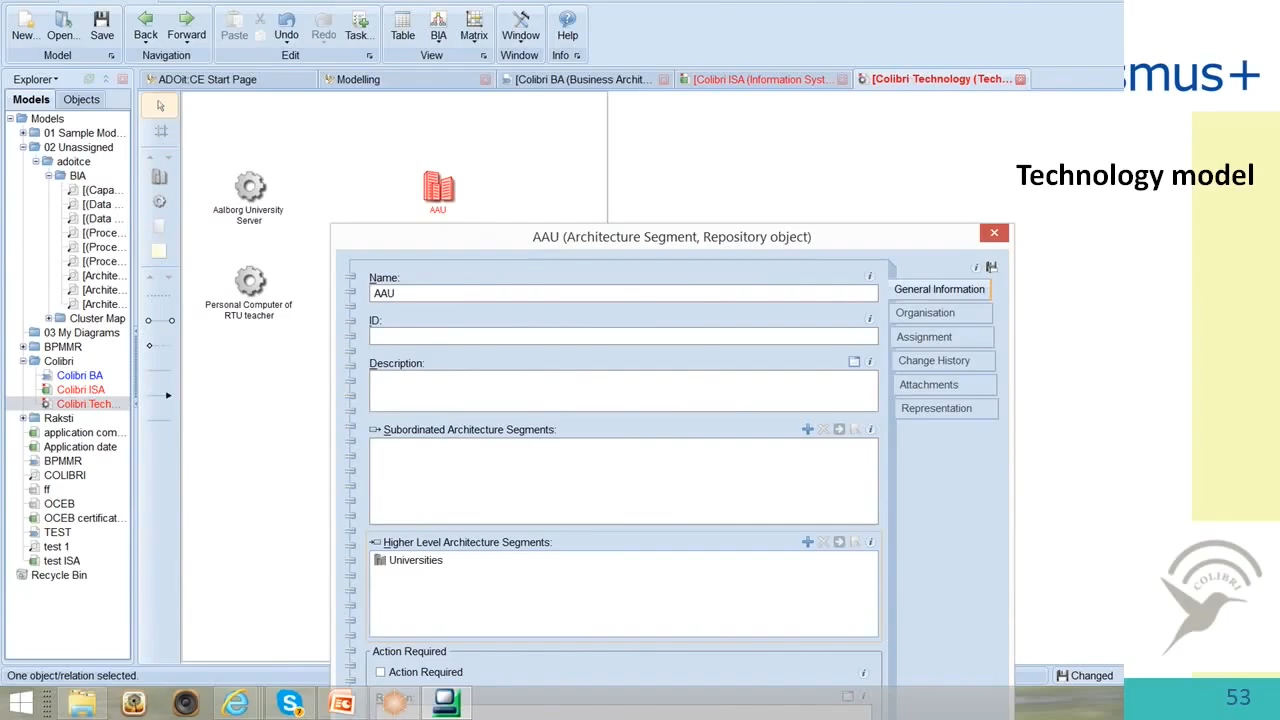 New... Open... Save Back Forward Paste Undo Redo Task... Table BIA Matrix Window Help
Model Navigation Edit View Window Info
mus+
Explorer ADOit:CE Start Page Modelling [Colibri BA (Business Archit... [Colibri ISA (Information Syst... [Colibri Technology (Tech...
Models Objects
Models
01 Sample Mod...
02 Unassigned
adoitce
BIA
[(Capa...
[(Data ...
[(Data ...
[(Proce...
[(Proce...
[(Proce...
[Archite...
[Archite...
[Archite...
Cluster Map
03 My Diagrams
BPMMR
Colibri
Colibri BA
Colibri ISA
Colibri Tech...
Raksti
application com...
Application date
BPMMR
COLIBRI
ff
OCEB
OCEB certificat...
TEST
test 1
test ISA
Recycle Bin
Aalborg University
Server
AAU
Personal Computer of
RTU teacher
Technology model
AAU (Architecture Segment, Repository object)
Name:
AAU
ID:
Description:
Subordinated Architecture Segments:
Higher Level Architecture Segments:
Universities
Action Required
Action Required
General Information
Organisation
Assignment
Change History
Attachments
Representation
COLIBRI
One object/relation selected.
Changed
53